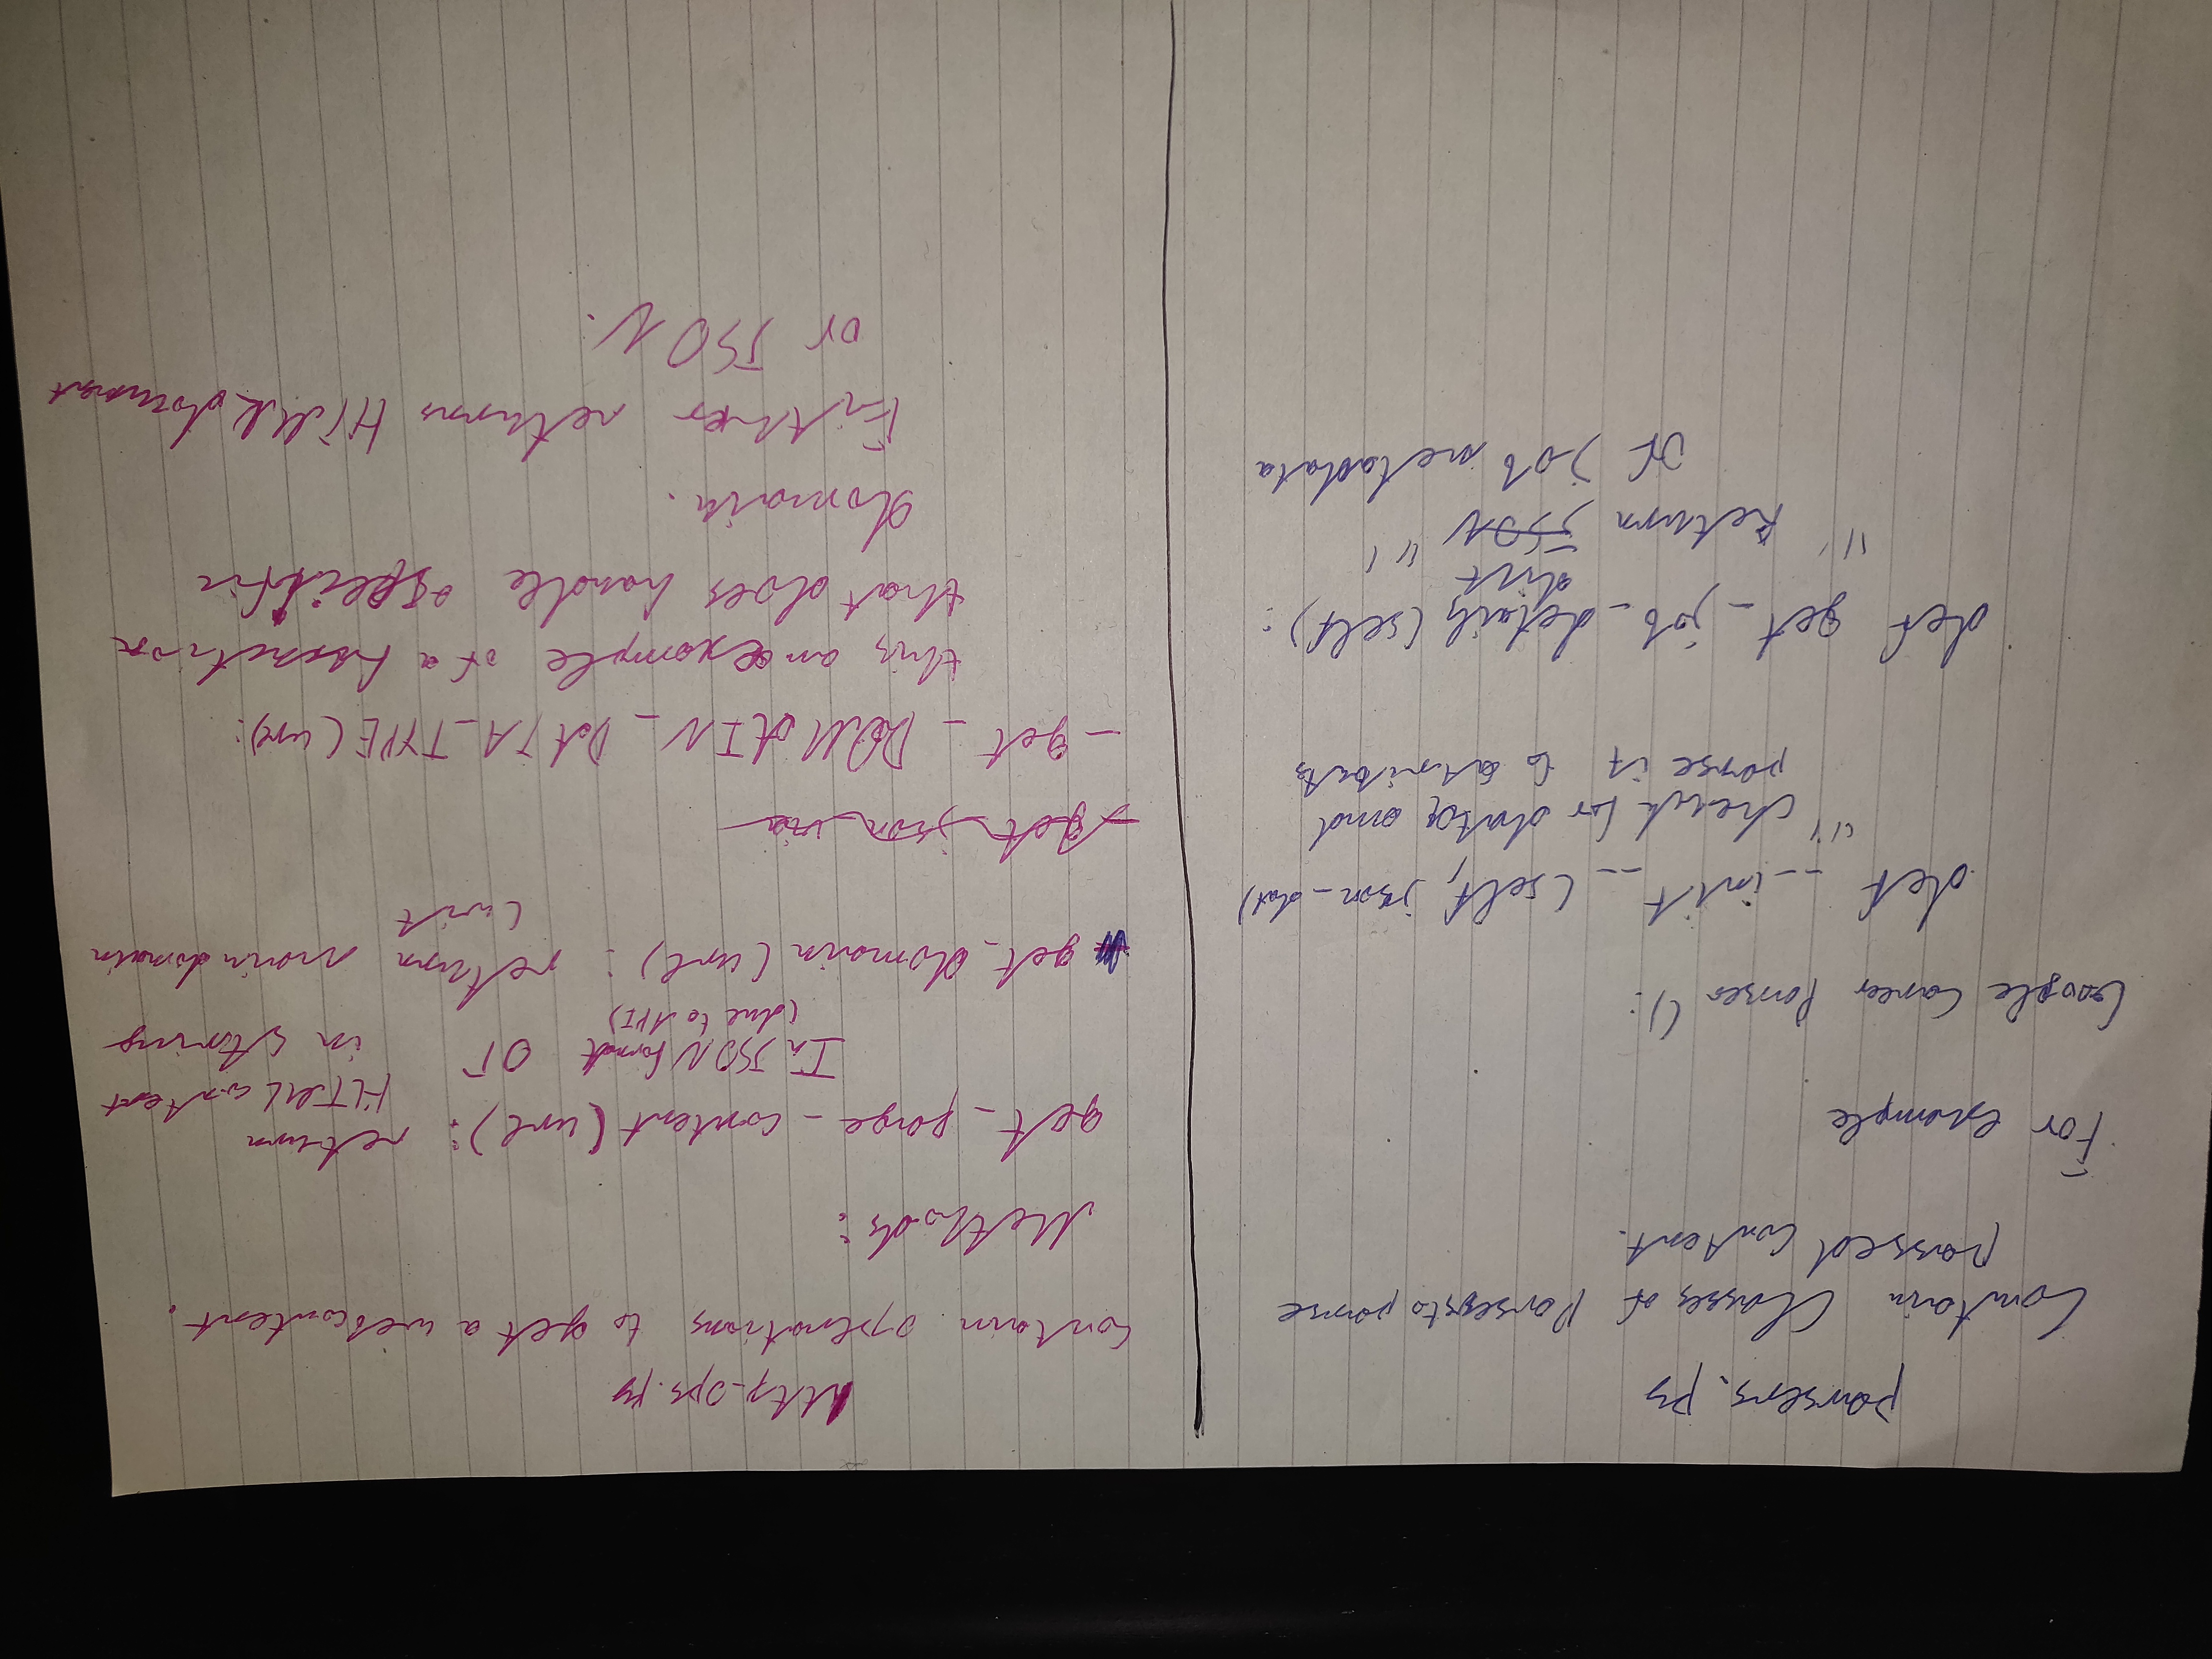 parsers.py
Contain Classes of Parsers to parse
passed content.
For example
Google Career Parser ():
def __init__ (self, json_dat)
""" check for data and
parse it to attributs
def get_job_details (self):
dict
""" Return JSON """
of job metadata
http_ops.py
contain operations to get a webcontent.
Methods:
get_page_content (url): return
HTML content
In JSON format or in string
(due to API)
get_domain (url): return main domain
(wit
_get_json_via
_get_DOMAIN_DATA_TYPE (url):
this an example of a function
that does handle specific
domain.
Either returns HTML document
or JSON.